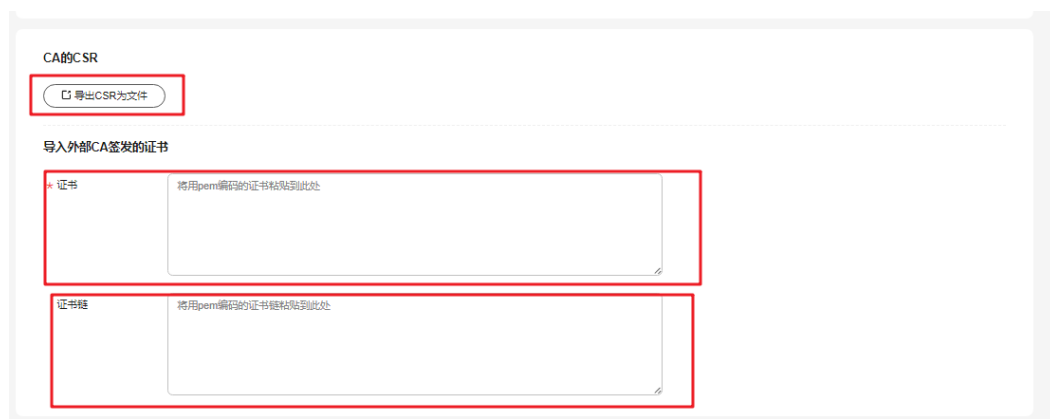 CA的CSR
导出CSR为文件
导入外部CA签发的证书
* 证书
将用pem编码的证书粘贴到此处
证书链
将用pem编码的证书链粘贴到此处